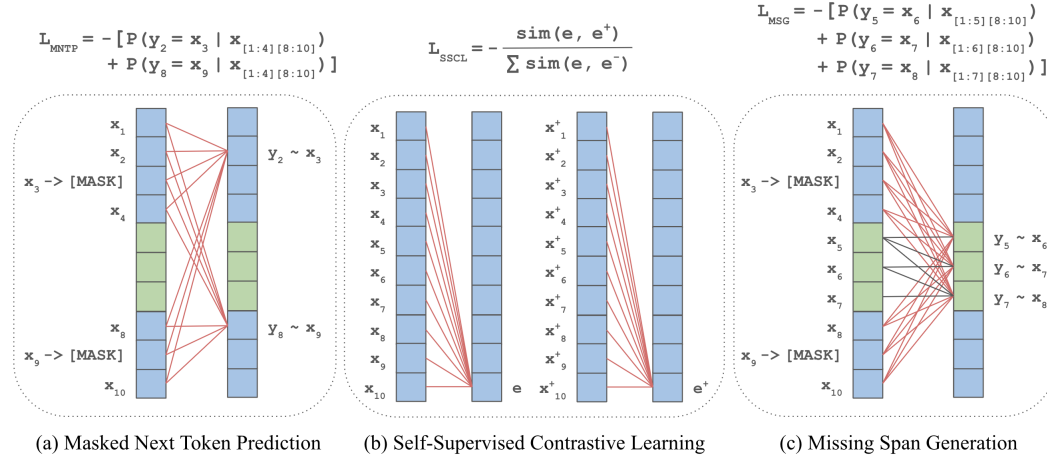 L_MNTP = -[P(y_2 = x_3 | x_[1:4][8:10])
+ P(y_8 = x_9 | x_[1:4][8:10])]
x_1
x_2
x_3 -> [MASK]
x_4
x_8
x_9 -> [MASK]
x_10
y_2 ~ x_3
y_8 ~ x_9
(a) Masked Next Token Prediction
L_SSCL = - sim(e, e^+)
∑ sim(e, e^-)
x_1
x_2
x_3
x_4
x_5
x_6
x_7
x_8
x_9
x_10
e
x^+_1
x^+_2
x^+_3
x^+_4
x^+_5
x^+_6
x^+_7
x^+_8
x^+_9
x^+_10
e^+
(b) Self-Supervised Contrastive Learning
L_MSG = -[P(y_5 = x_6 | x_[1:5][8:10])
+ P(y_6 = x_7 | x_[1:6][8:10])
+ P(y_7 = x_8 | x_[1:7][8:10])]
x_1
x_2
x_3 -> [MASK]
x_4
x_5
x_6
x_7
x_8
x_9 -> [MASK]
x_10
y_5 ~ x_6
y_6 ~ x_7
y_7 ~ x_8
(c) Missing Span Generation